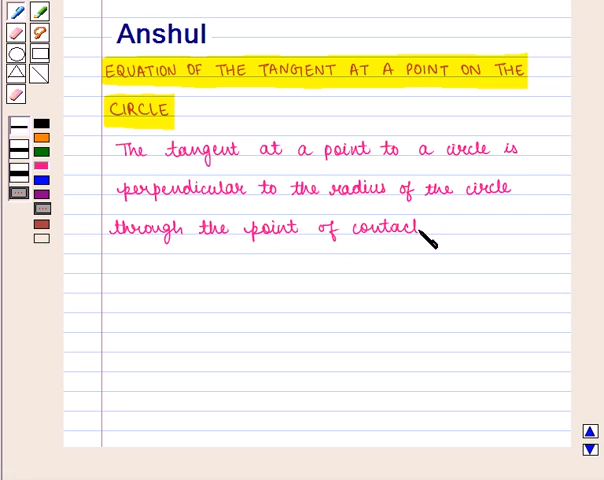 Anshul
EQUATION OF THE TANGENT AT A POINT ON THE
CIRCLE
The tangent at a point to a circle is
perpendicular to the radius of the circle
through the point of contact